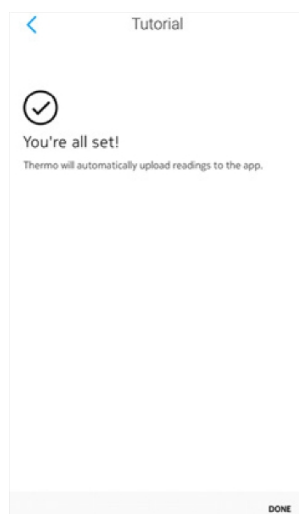 Tutorial
You're all set!
Thermo will automatically upload readings to the app.
DONE